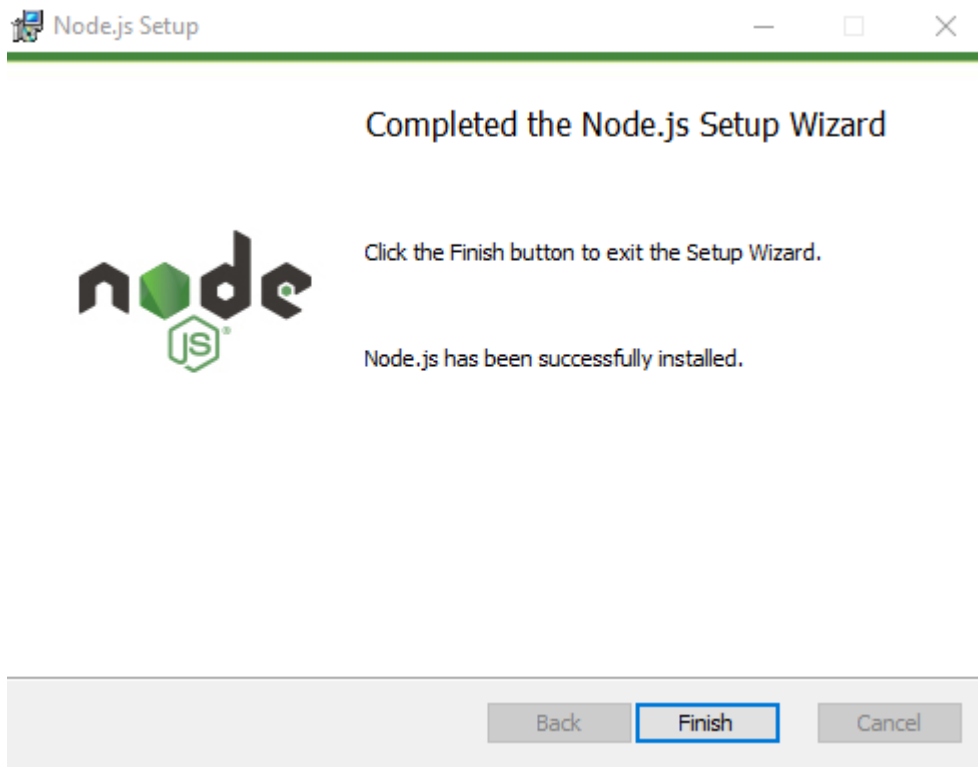 Node.js Setup
Completed the Node.js Setup Wizard
Click the Finish button to exit the Setup Wizard.
node
JS®
Node.js has been successfully installed.
Back
Finish
Cancel